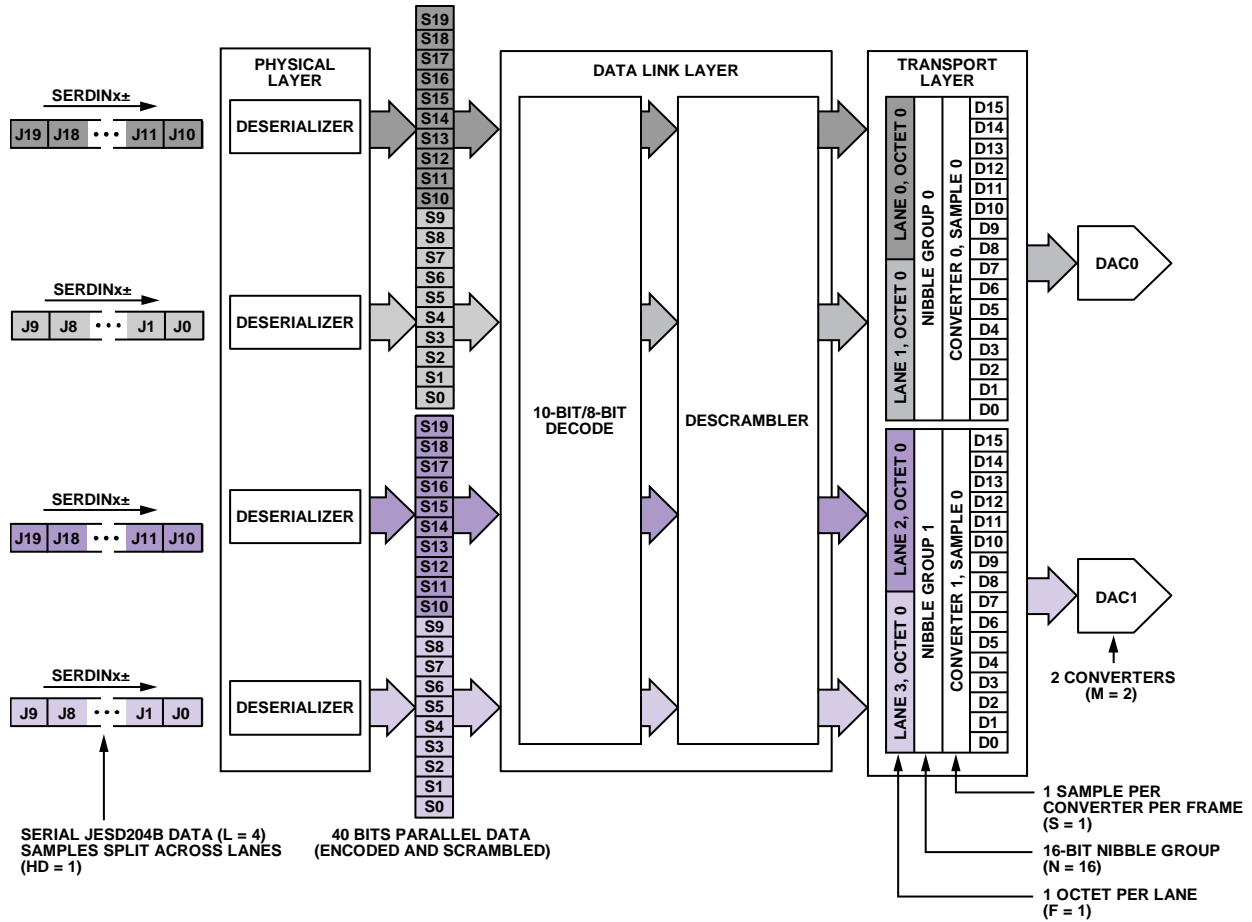 SERDINx±
J19 J18 ••• J11 J10
SERDINx±
J9 J8 ••• J1 J0
SERDINx±
J19 J18 ••• J11 J10
SERDINx±
J9 J8 ••• J1 J0
SERIAL JESD204B DATA (L = 4)
SAMPLES SPLIT ACROSS LANES
(HD = 1)
PHYSICAL
LAYER
DESERIALIZER
DESERIALIZER
DESERIALIZER
DESERIALIZER
S19
S18
S17
S16
S15
S14
S13
S12
S11
S10
S9
S8
S7
S6
S5
S4
S3
S2
S1
S0
S19
S18
S17
S16
S15
S14
S13
S12
S11
S10
S9
S8
S7
S6
S5
S4
S3
S2
S1
S0
40 BITS PARALLEL DATA
(ENCODED AND SCRAMBLED)
DATA LINK LAYER
10-BIT/8-BIT
DECODE
DESCRAMBLER
TRANSPORT
LAYER
LANE 0, OCTET 0
LANE 1, OCTET 0
NIBBLE GROUP 0
CONVERTER 0, SAMPLE 0
D15
D14
D13
D12
D11
D10
D9
D8
D7
D6
D5
D4
D3
D2
D1
D0
LANE 2, OCTET 0
LANE 3, OCTET 0
NIBBLE GROUP 1
CONVERTER 1, SAMPLE 0
D15
D14
D13
D12
D11
D10
D9
D8
D7
D6
D5
D4
D3
D2
D1
D0
DAC0
DAC1
2 CONVERTERS
(M = 2)
1 SAMPLE PER
CONVERTER PER FRAME
(S = 1)
16-BIT NIBBLE GROUP
(N = 16)
1 OCTET PER LANE
(F = 1)